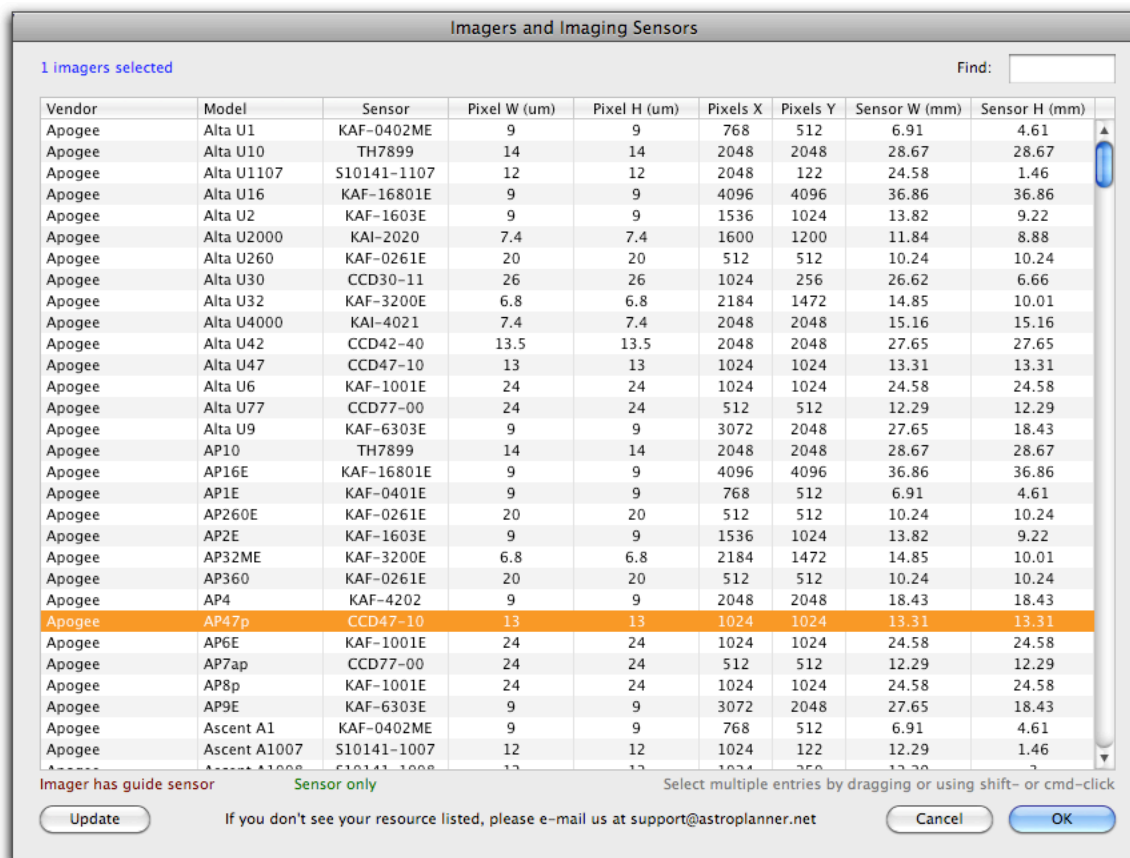 Imagers and Imaging Sensors
1 imagers selected Find:
Vendor Model Sensor Pixel W (um) Pixel H (um) Pixels X Pixels Y Sensor W (mm) Sensor H (mm)
Apogee Alta U1 KAF-0402ME 9 9 768 512 6.91 4.61
Apogee Alta U10 TH7899 14 14 2048 2048 28.67 28.67
Apogee Alta U1107 S10141-1107 12 12 2048 122 24.58 1.46
Apogee Alta U16 KAF-16801E 9 9 4096 4096 36.86 36.86
Apogee Alta U2 KAF-1603E 9 9 1536 1024 13.82 9.22
Apogee Alta U2000 KAI-2020 7.4 7.4 1600 1200 11.84 8.88
Apogee Alta U260 KAF-0261E 20 20 512 512 10.24 10.24
Apogee Alta U30 CCD30-11 26 26 1024 256 26.62 6.66
Apogee Alta U32 KAF-3200E 6.8 6.8 2184 1472 14.85 10.01
Apogee Alta U4000 KAI-4021 7.4 7.4 2048 2048 15.16 15.16
Apogee Alta U42 CCD42-40 13.5 13.5 2048 2048 27.65 27.65
Apogee Alta U47 CCD47-10 13 13 1024 1024 13.31 13.31
Apogee Alta U6 KAF-1001E 24 24 1024 1024 24.58 24.58
Apogee Alta U77 CCD77-00 24 24 512 512 12.29 12.29
Apogee Alta U9 KAF-6303E 9 9 3072 2048 27.65 18.43
Apogee AP10 TH7899 14 14 2048 2048 28.67 28.67
Apogee AP16E KAF-16801E 9 9 4096 4096 36.86 36.86
Apogee AP1E KAF-0401E 9 9 768 512 6.91 4.61
Apogee AP260E KAF-0261E 20 20 512 512 10.24 10.24
Apogee AP2E KAF-1603E 9 9 1536 1024 13.82 9.22
Apogee AP32ME KAF-3200E 6.8 6.8 2184 1472 14.85 10.01
Apogee AP360 KAF-0261E 20 20 512 512 10.24 10.24
Apogee AP4 KAF-4202 9 9 2048 2048 18.43 18.43
Apogee AP47p CCD47-10 13 13 1024 1024 13.31 13.31
Apogee AP6E KAF-1001E 24 24 1024 1024 24.58 24.58
Apogee AP7ap CCD77-00 24 24 512 512 12.29 12.29
Apogee AP8p KAF-1001E 24 24 1024 1024 24.58 24.58
Apogee AP9E KAF-6303E 9 9 3072 2048 27.65 18.43
Apogee Ascent A1 KAF-0402ME 9 9 768 512 6.91 4.61
Apogee Ascent A1007 S10141-1007 12 12 1024 122 12.29 1.46
Imager has guide sensor Sensor only Select multiple entries by dragging or using shift- or cmd-click
Update If you don't see your resource listed, please e-mail us at support@astroplanner.net Cancel OK